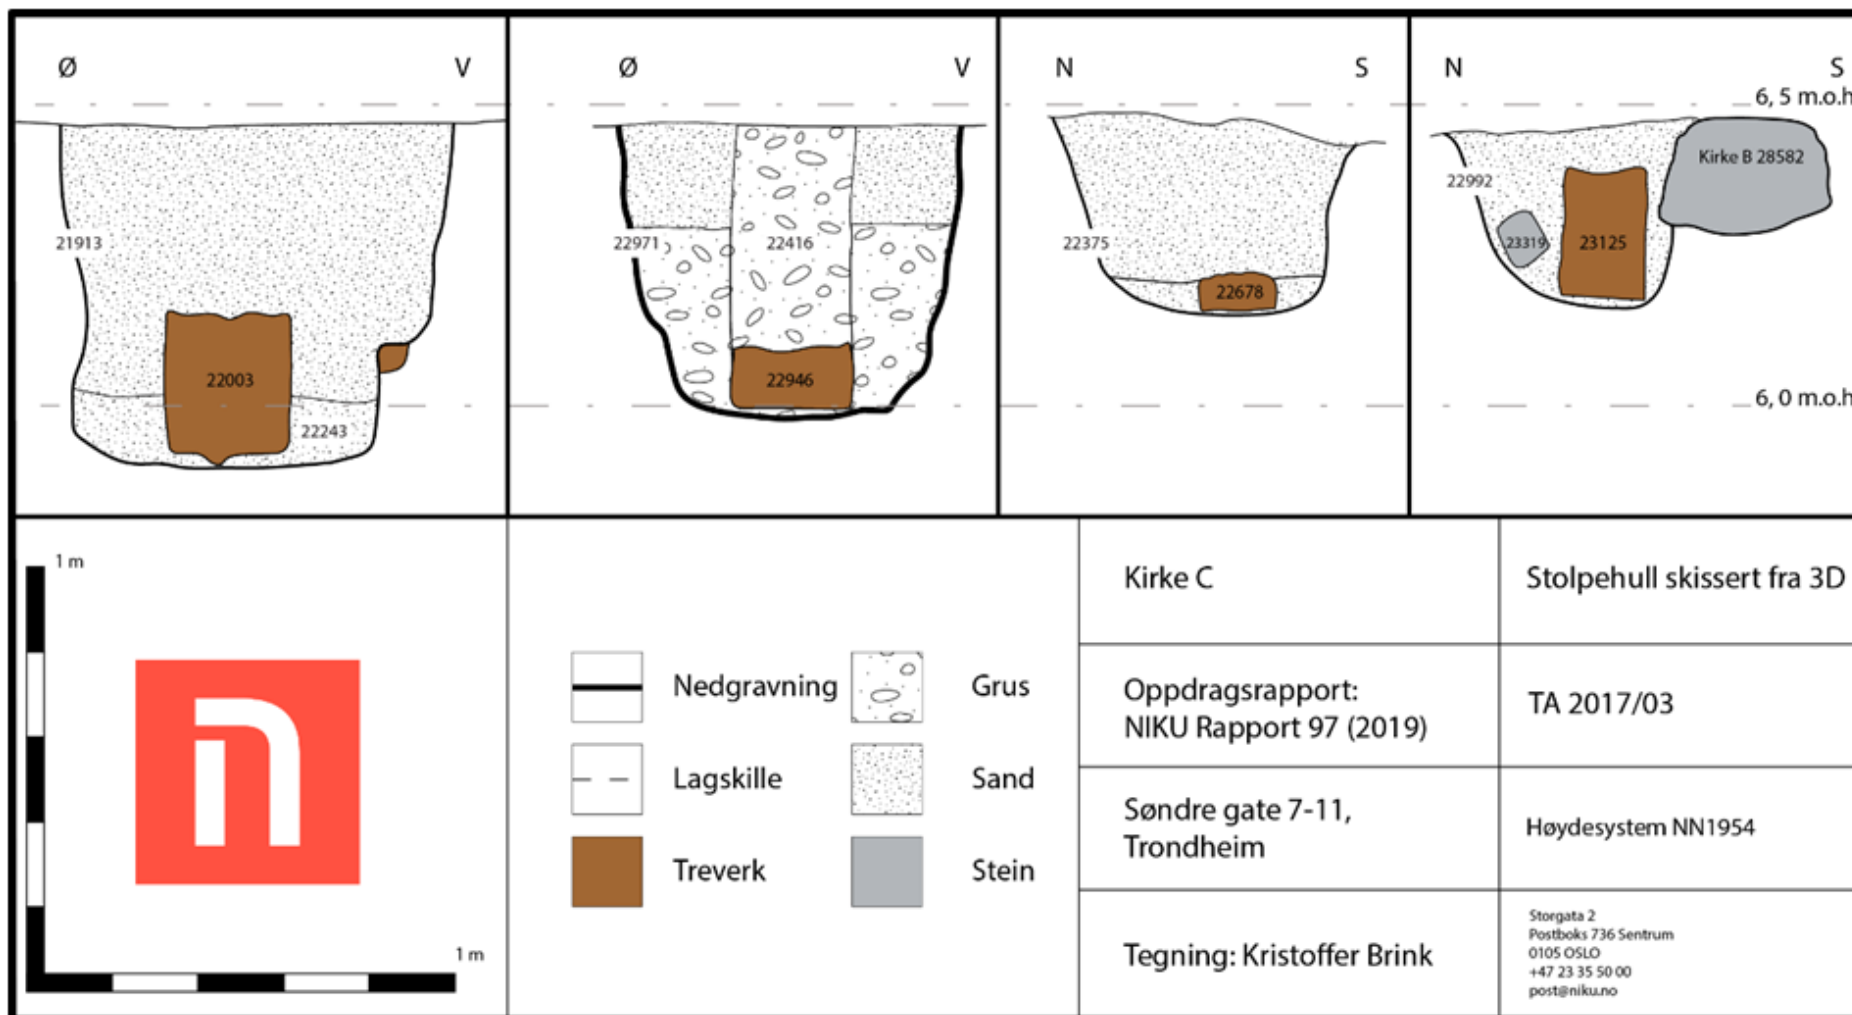 Ø V
Ø V
N S
N S
6, 5 m.o.h
21913
22003
22243
22971
22416
22946
22375
22678
22992
23319
23125
Kirke B 28582
6, 0 m.o.h
1 m
1 m
Nedgravning
Grus
Lagskille
Sand
Treverk
Stein
Kirke C
Stolpehull skissert fra 3D
Oppdragsrapport:
NIKU Rapport 97 (2019)
TA 2017/03
Søndre gate 7-11,
Trondheim
Høydesystem NN1954
Tegning: Kristoffer Brink
Storgata 2
Postboks 736 Sentrum
0105 OSLO
+47 23 35 50 00
post@niku.no